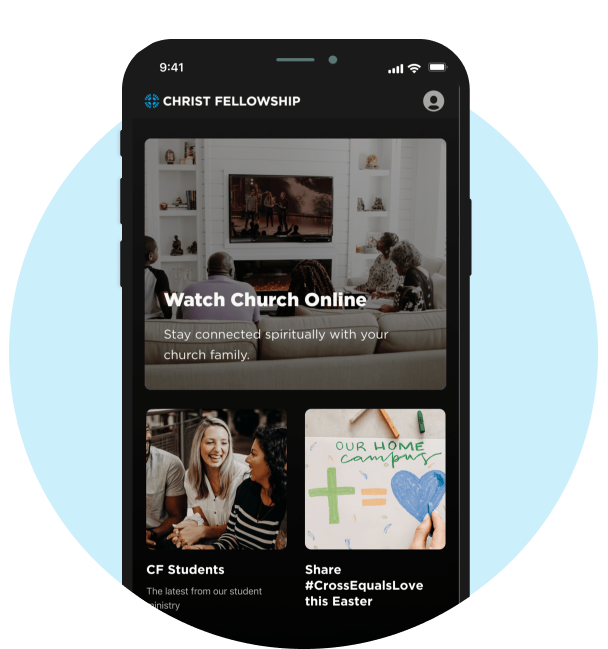 9:41
CHRIST FELLOWSHIP
Watch Church Online
Stay connected spiritually with your
church family.
OUR HOME
campus
CF Students
Share
#CrossEqualsLove
this Easter
The latest from our student
ministry